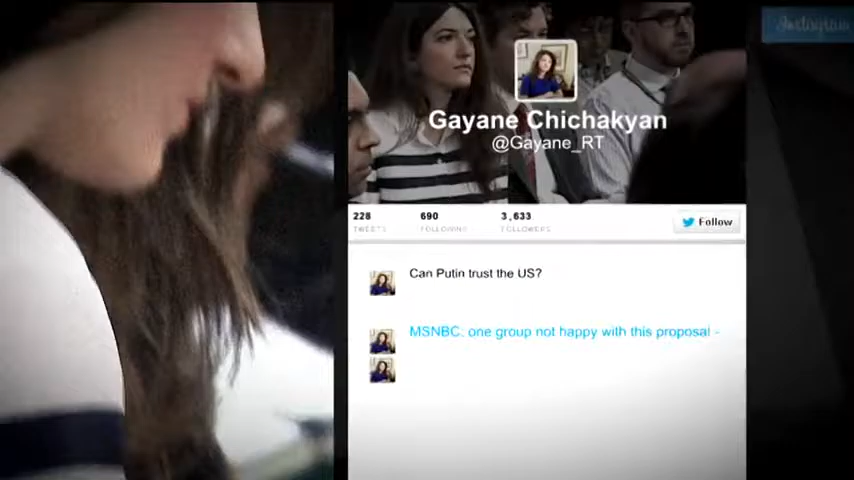 Instagram
Gayane Chichakyan
@Gayane_RT
228
TWEETS
690
FOLLOWING
3,633
FOLLOWERS
Follow
Can Putin trust the US?
MSNBC, one group not happy with this proposal -